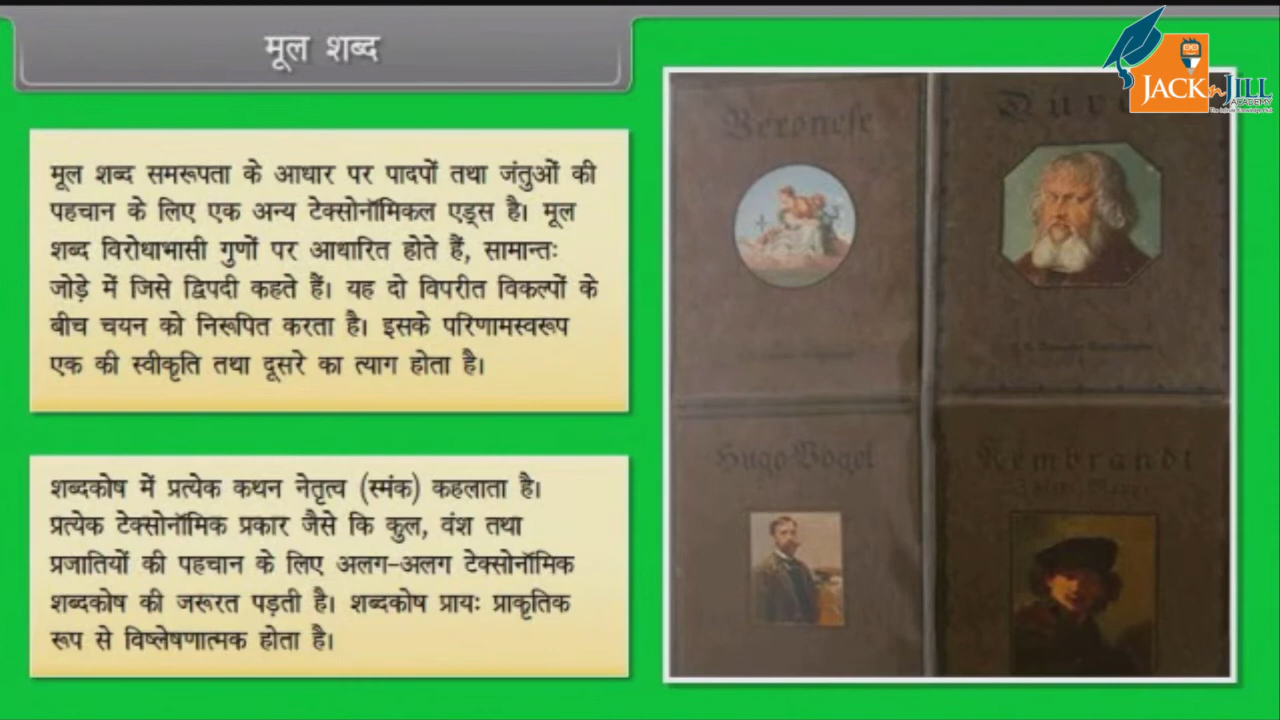 मूल शब्द
मूल शब्द समरूपता के आधार पर पादपों तथा जंतुओं की
पहचान के लिए एक अन्य टेक्सोनॉमिकल एड्स है। मूल
शब्द विरोधाभासी गुणों पर आधारित होते हैं, सामान्तः
जोड़े में जिसे द्विपदी कहते हैं। यह दो विपरीत विकल्पों के
बीच चयन को निरूपित करता है। इसके परिणामस्वरूप
एक की स्वीकृति तथा दूसरे का त्याग होता है।
शब्दकोष में प्रत्येक कथन नेतृत्व (स्मंक) कहलाता है।
प्रत्येक टेक्सोनॉमिक प्रकार जैसे कि कुल, वंश तथा
प्रजातियों की पहचान के लिए अलग-अलग टेक्सोनॉमिक
शब्दकोष की जरूरत पड़ती है। शब्दकोष प्रायः प्राकृतिक
रूप से विष्लेषणात्मक होता है।
JACK n JILL
ACADEMY
Veronese
Hugo Vogel
Rembrandt